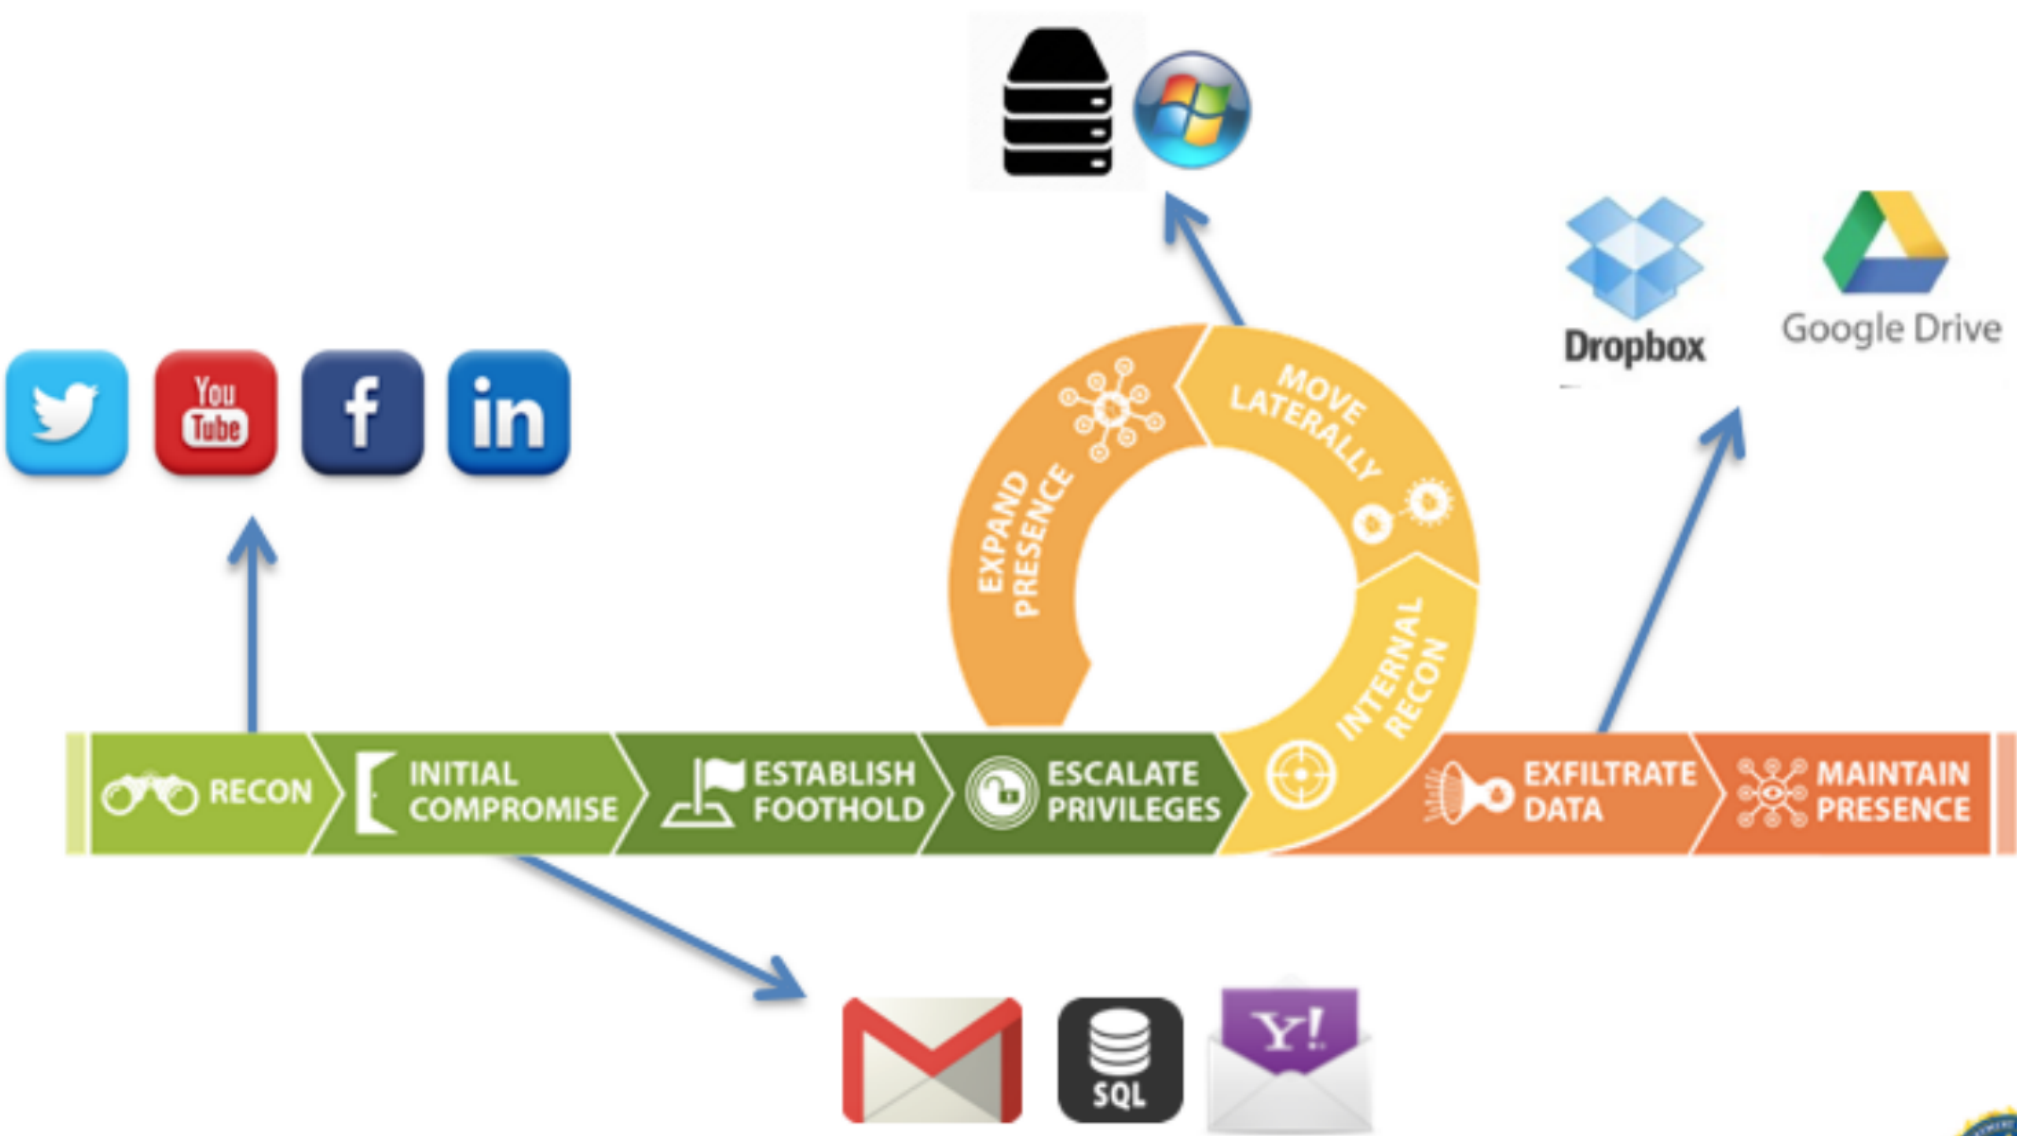 Dropbox
Google Drive
You
Tube
f
in
MOVE
LATERALLY
EXPAND
PRESENCE
INTERNAL
RECON
RECON
INITIAL
COMPROMISE
ESTABLISH
FOOTHOLD
ESCALATE
PRIVILEGES
EXFILTRATE
DATA
MAINTAIN
PRESENCE
SQL
Y!